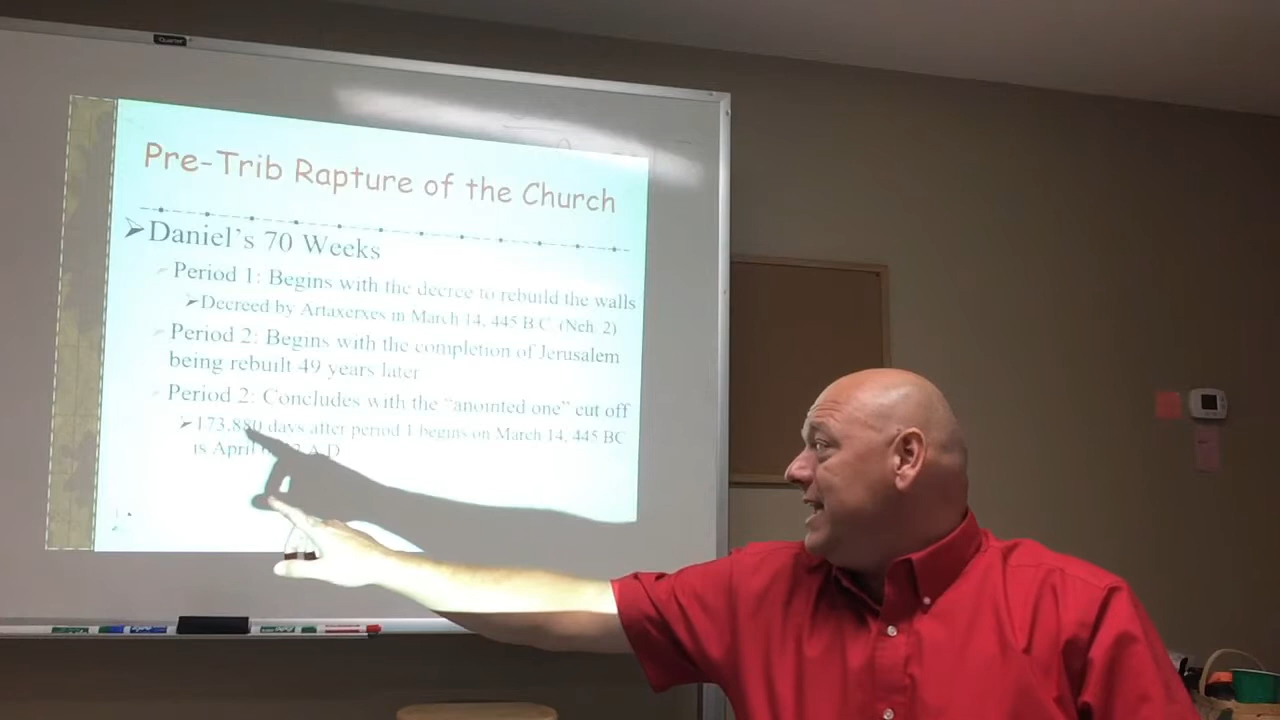 Quartet
Pre-Trib Rapture of the Church
Daniel's 70 Weeks
Period 1: Begins with the decree to rebuild the walls
Decreed by Artaxerxes in March 14, 445 B.C. (Neh. 2)
Period 2: Begins with the completion of Jerusalem
being rebuilt 49 years later
Period 2: Concludes with the “anointed one” cut off
173.880 days after period 1 begins on March 14, 445 BC
is April A.D